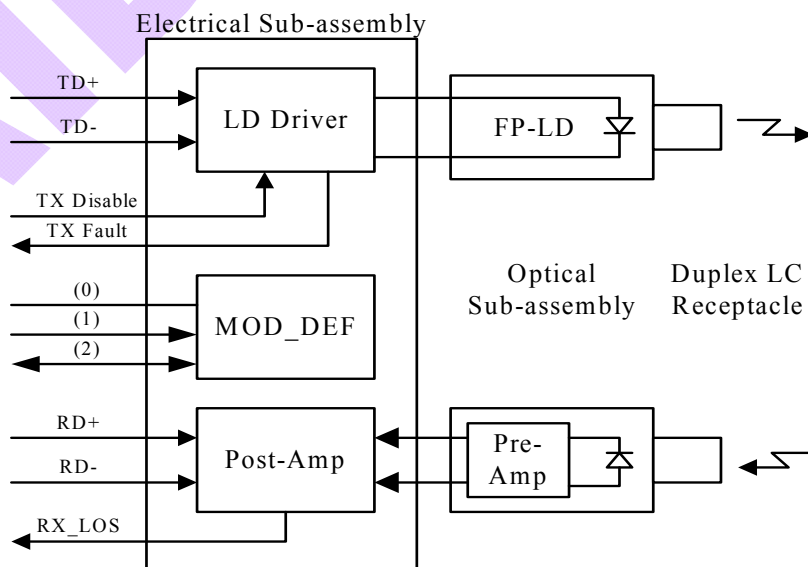 Electrical Sub-assembly
TD+
TD-
LD Driver
FP-LD
TX Disable
TX Fault
Optical
Sub-assembly
Duplex LC
Receptacle
(0)
(1)
(2)
MOD_DEF
RD+
RD-
Post-Amp
Pre-
Amp
RX_LOS